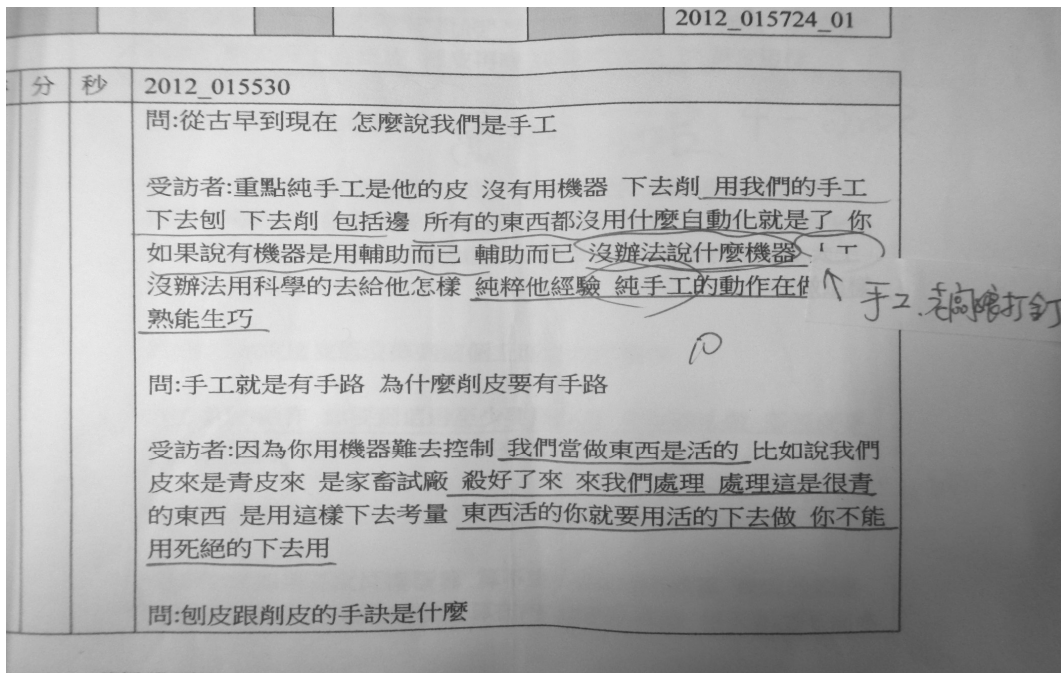 2012_015724_01
分 秒 2012_015530
問:從古早到現在 怎麼說我們是手工
受訪者:重點純手工是他的皮 沒有用機器 下去削 用我們的手工
下去刨 下去削 包括邊 所有的東西都沒用什麼自動化就是了 你
如果說有機器是用輔助而已 輔助而已 沒辦法說什麼機器
沒辦法用科學的去給他怎樣 純粹他經驗 純手工的動作在做
熟能生巧
手工、老闆娘打釘
問:手工就是有手路 為什麼削皮要有手路
受訪者:因為你用機器難去控制 我們當做東西是活的 比如說我們
皮來是青皮來 是家畜試廠 殺好了來 來我們處理 處理這是很青
的東西 是用這樣下去考量 東西活的你就要用活的下去做 你不能
用死絕的下去用
問:刨皮跟削皮的手訣是什麼